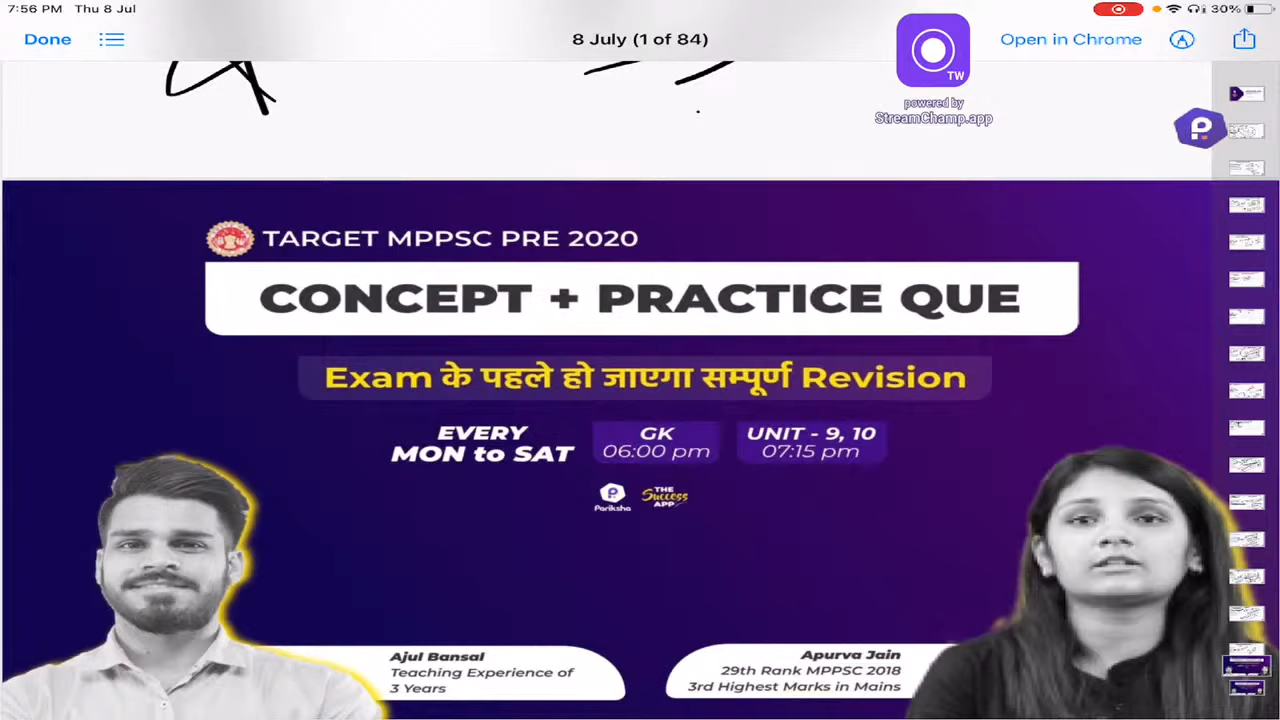 7:56 PM Thu 8 Jul
30%
Done
8 July (1 of 84)
Open in Chrome
TW
powered by
StreamChamp.app
TARGET MPPSC PRE 2020
CONCEPT + PRACTICE QUE
Exam के पहले हो जाएगा सम्पूर्ण Revision
EVERY
MON to SAT
GK
06:00 pm
UNIT - 9, 10
07:15 pm
Pariksha
THE
Success
APP
Ajul Bansal
Teaching Experience of
3 Years
Apurva Jain
29th Rank MPPSC 2018
3rd Highest Marks in Mains